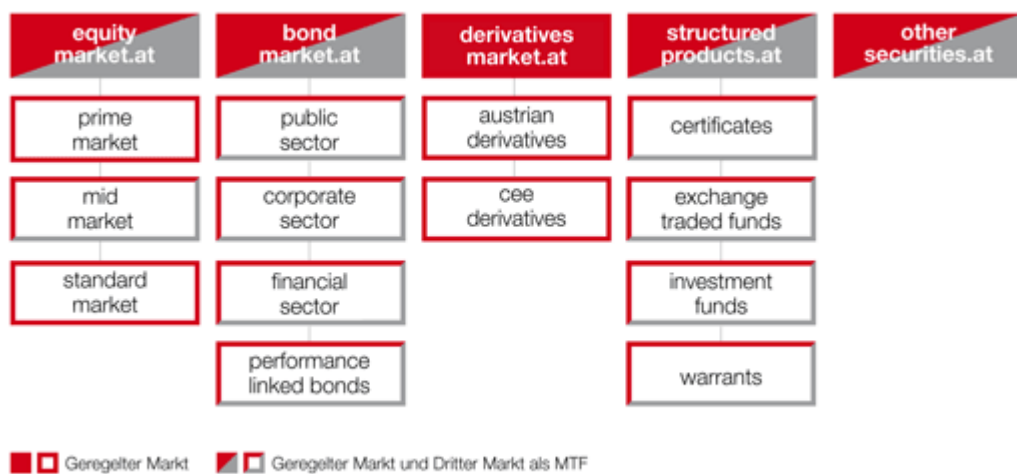 equity
market.at
prime
market
mid
market
standard
market
bond
market.at
public
sector
corporate
sector
financial
sector
performance
linked bonds
derivatives
market.at
austrian
derivatives
cee
derivatives
structured
products.at
certificates
exchange
traded funds
investment
funds
warrants
other
securities.at
Geregelter Markt
Geregelter Markt und Dritter Markt als MTF